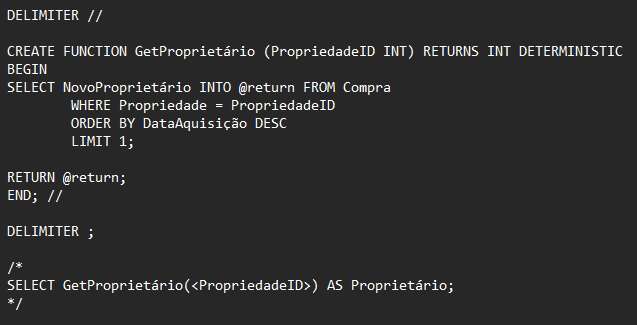 DELIMITER //
CREATE FUNCTION GetProprietário (PropriedadeID INT) RETURNS INT DETERMINISTIC
BEGIN
SELECT NovoProprietário INTO @return FROM Compra
WHERE Propriedade = PropriedadeID
ORDER BY DataAquisição DESC
LIMIT 1;
RETURN @return;
END; //
DELIMITER ;
/*
SELECT GetProprietário(<PropriedadeID>) AS Proprietário;
*/